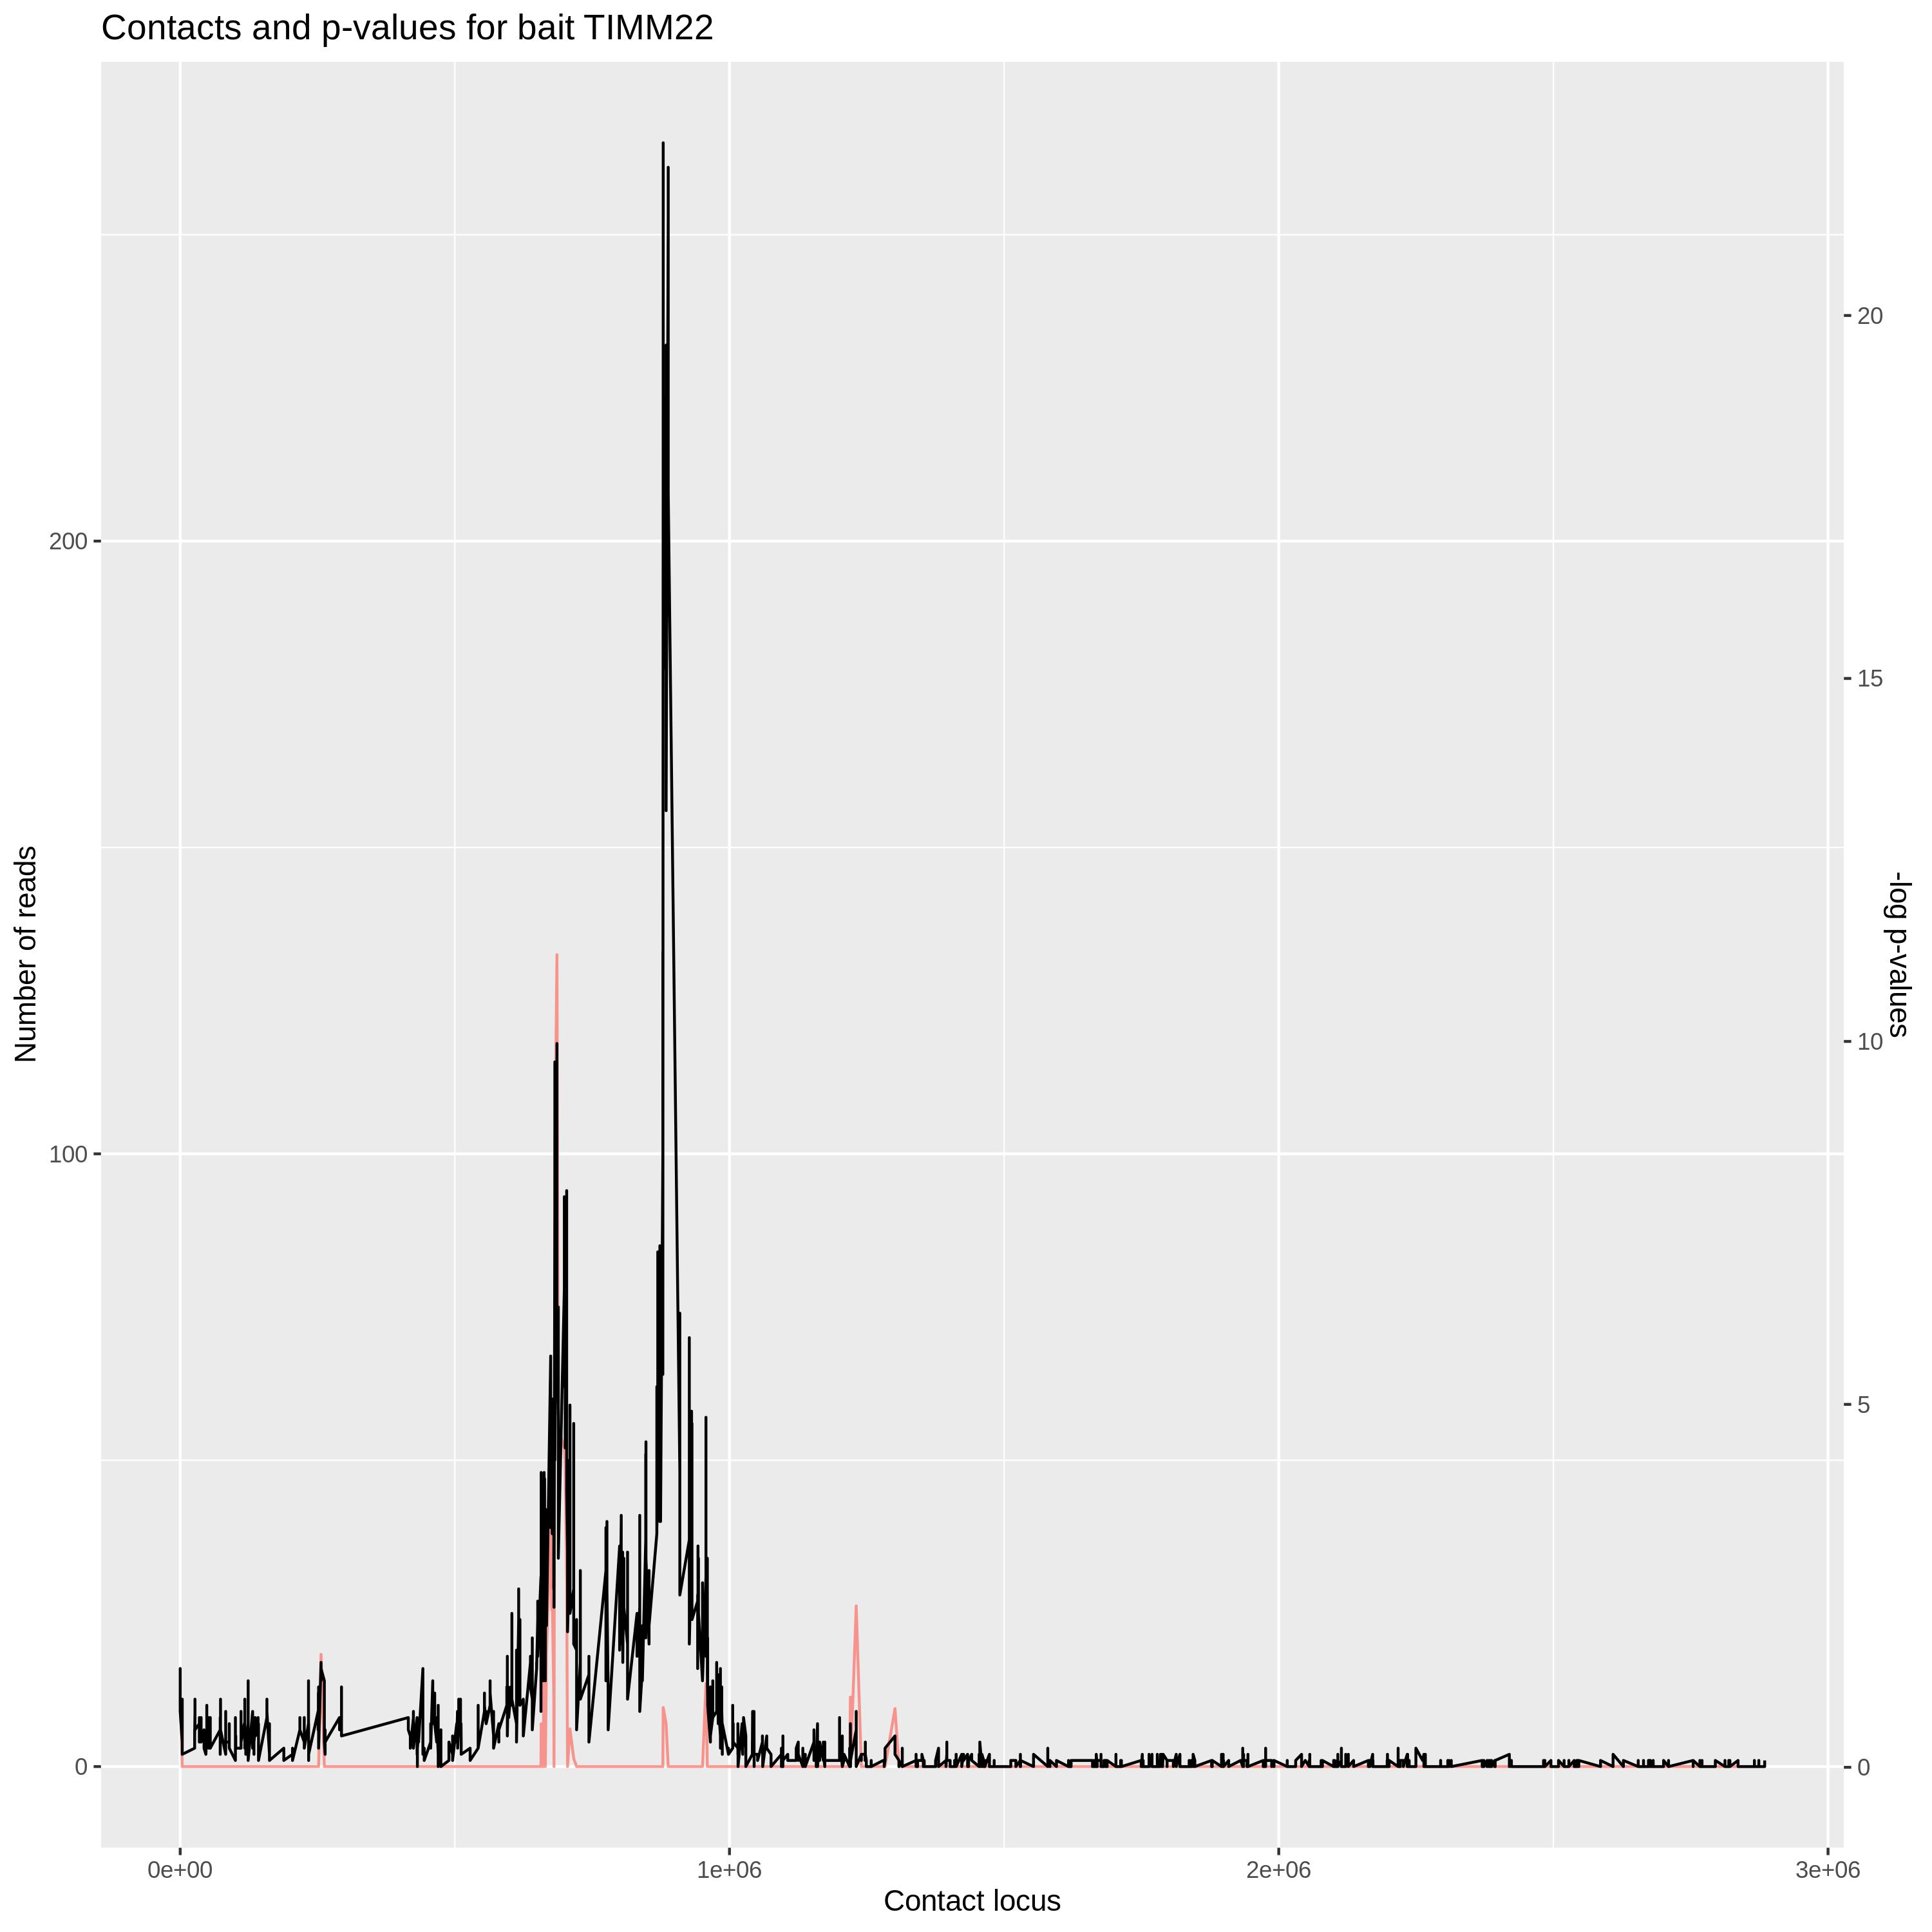 Contacts and p-values for bait TIMM22
Number of reads
200
100
0
20
15
10
5
0
-log p-values
0e+00
1e+06
2e+06
3e+06
Contact locus